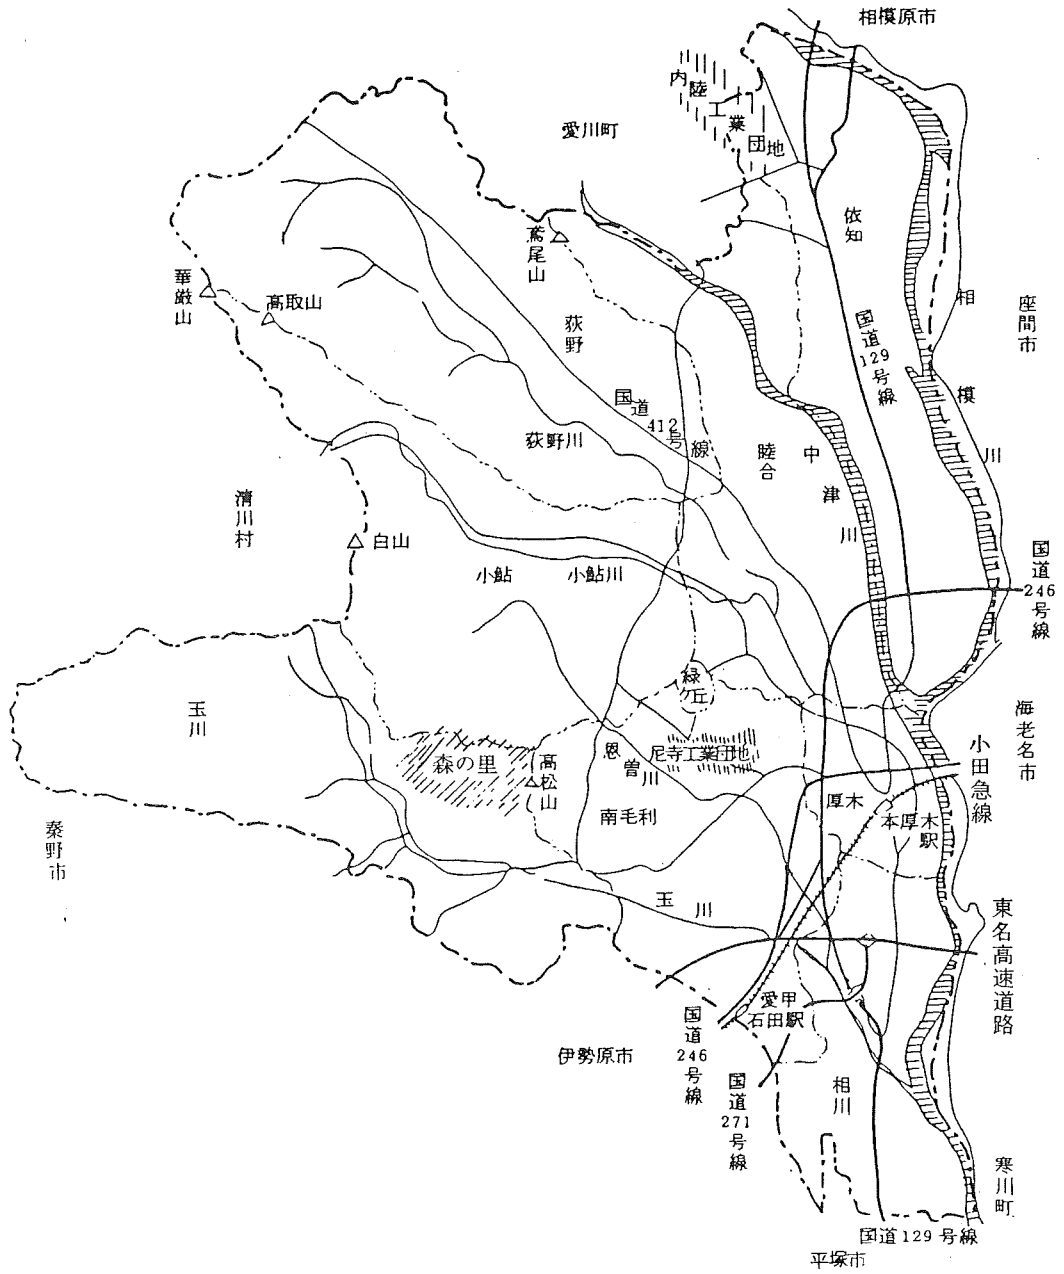 相模原市
内陸工業団地
愛川町
依知
鳶尾山
華厳山
高取山
座間市
荻野
国道129号線
相模川
国道412号線
荻野川
睦合
中津川
清川村
白山
小鮎
小鮎川
国道246号線
緑ケ丘
玉川
海老名市
小田急線
森の里
高松山
恩曽川
尼寺工業団地
厚木
本厚木駅
南毛利
秦野市
玉川
東名高速道路
愛甲石田駅
国道246号線
伊勢原市
国道271号線
相川
寒川町
国道129号線
平塚市